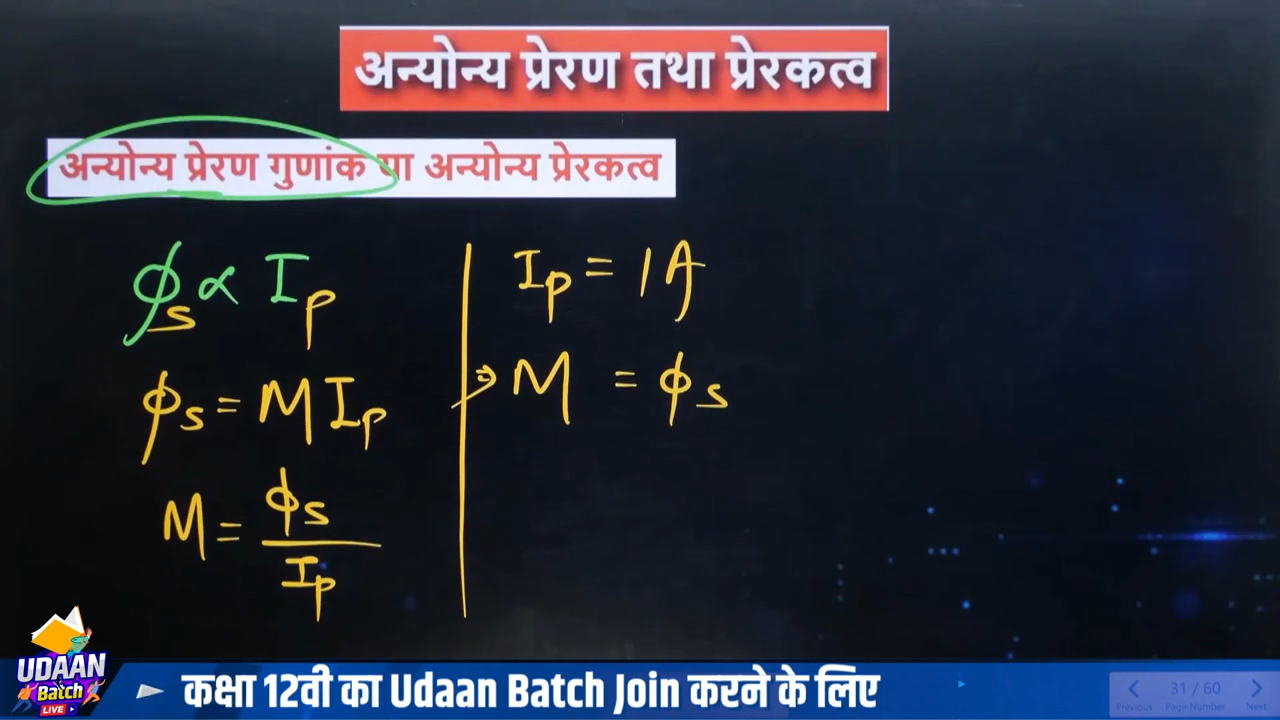 अन्योन्य प्रेरण तथा प्रेरकत्व
अन्योन्य प्रेरण गुणांक या अन्योन्य प्रेरकत्व
ϕs ∝ Ip
ϕs = M Ip
M = ϕs / Ip
Ip = 1A
⇒ M = ϕs
UDAAN
Batch
LIVE
कक्षा 12वी का Udaan Batch Join करने के लिए
31 / 60
Previous Page Number Next